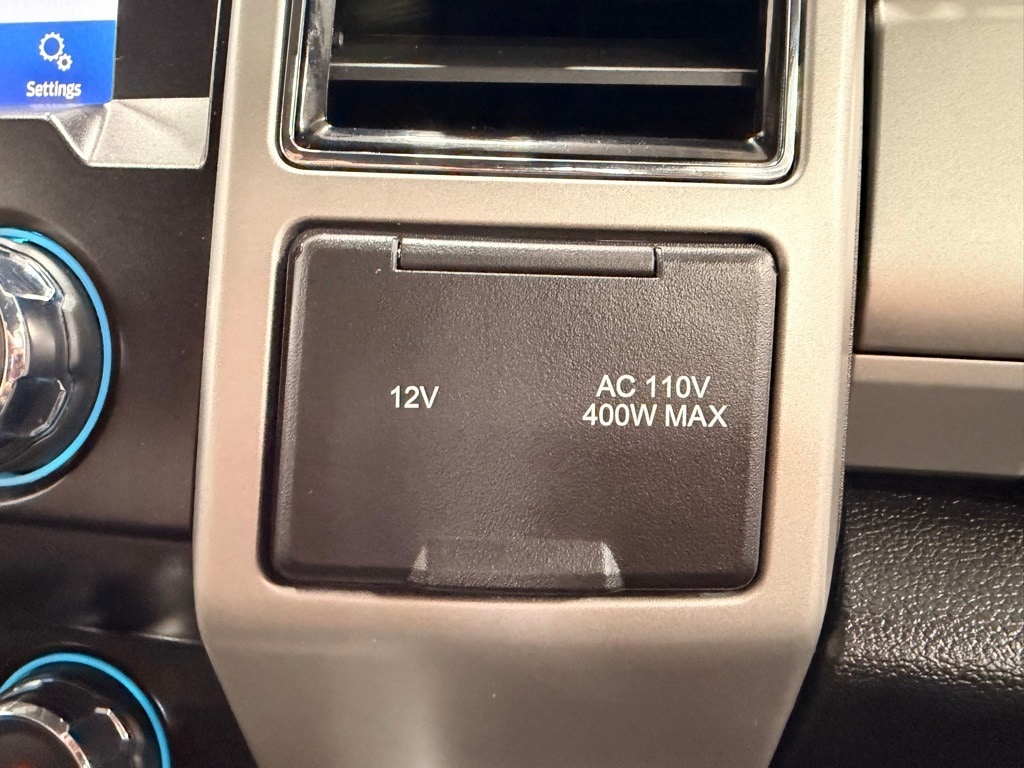 Settings
12V
AC 110V
400W MAX